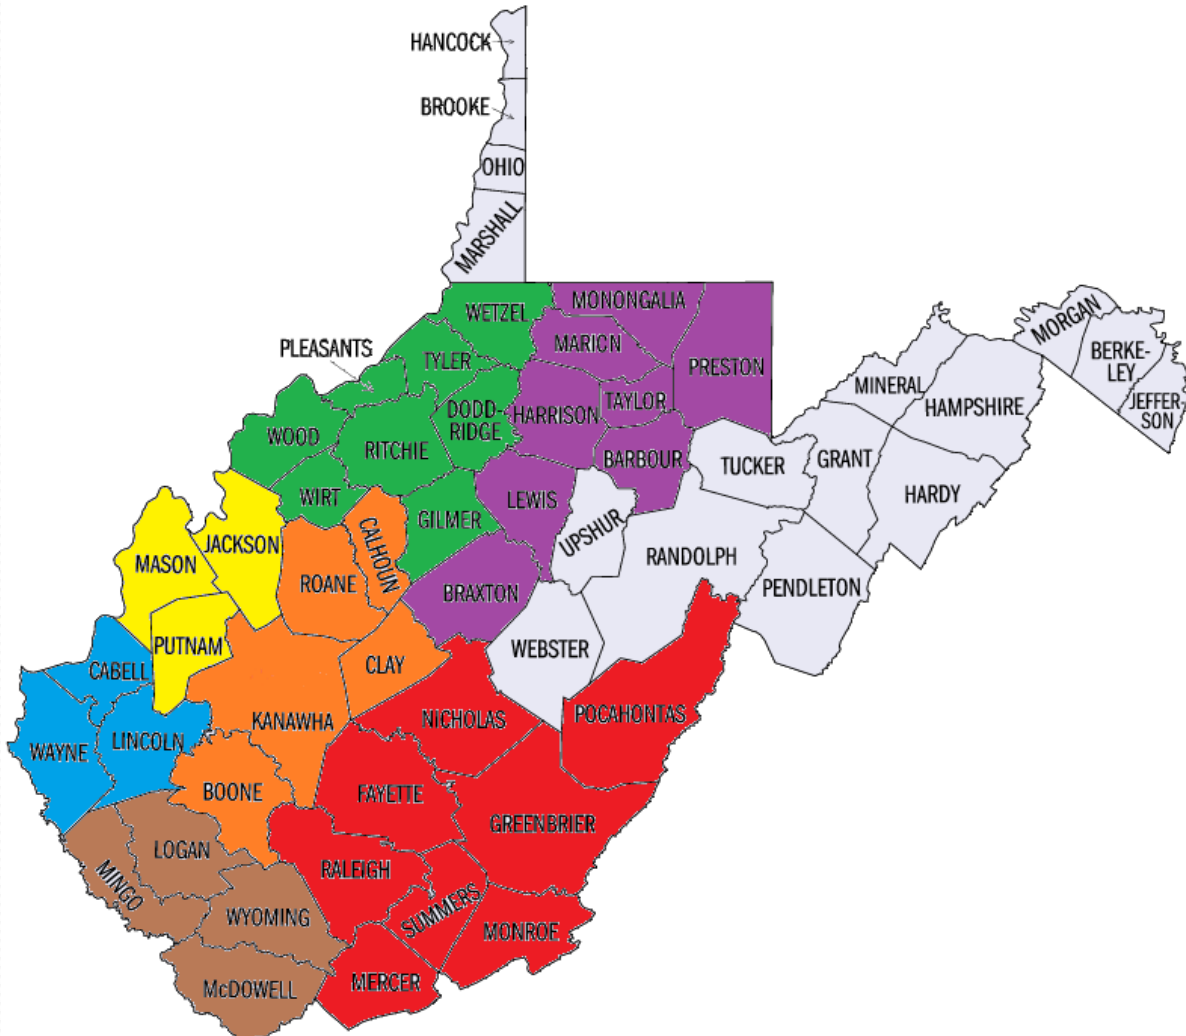 HANCOCK
BROOKE
OHIO
MARSHALL
WETZEL
MONONGALIA
MARION
PLEASANTS
TYLER
PRESTON
MORGAN
BERKE-
LEY
JEFFER-
SON
MINERAL
HAMPSHIRE
WOOD
DODD-
RIDGE
HARRISON
TAYLOR
RITCHIE
BARBOUR
TUCKER
GRANT
HARDY
WIRT
GILMER
LEWIS
UPSHUR
RANDOLPH
PENDLETON
MASON
JACKSON
ROANE
CALHOUN
BRAXTON
WEBSTER
PUTNAM
CABELL
CLAY
KANAWHA
NICHOLAS
POCAHONTAS
WAYNE
LINCOLN
BOONE
FAYETTE
GREENBRIER
LOGAN
MINGO
RALEIGH
WYOMING
SUMMERS
MONROE
McDOWELL
MERCER